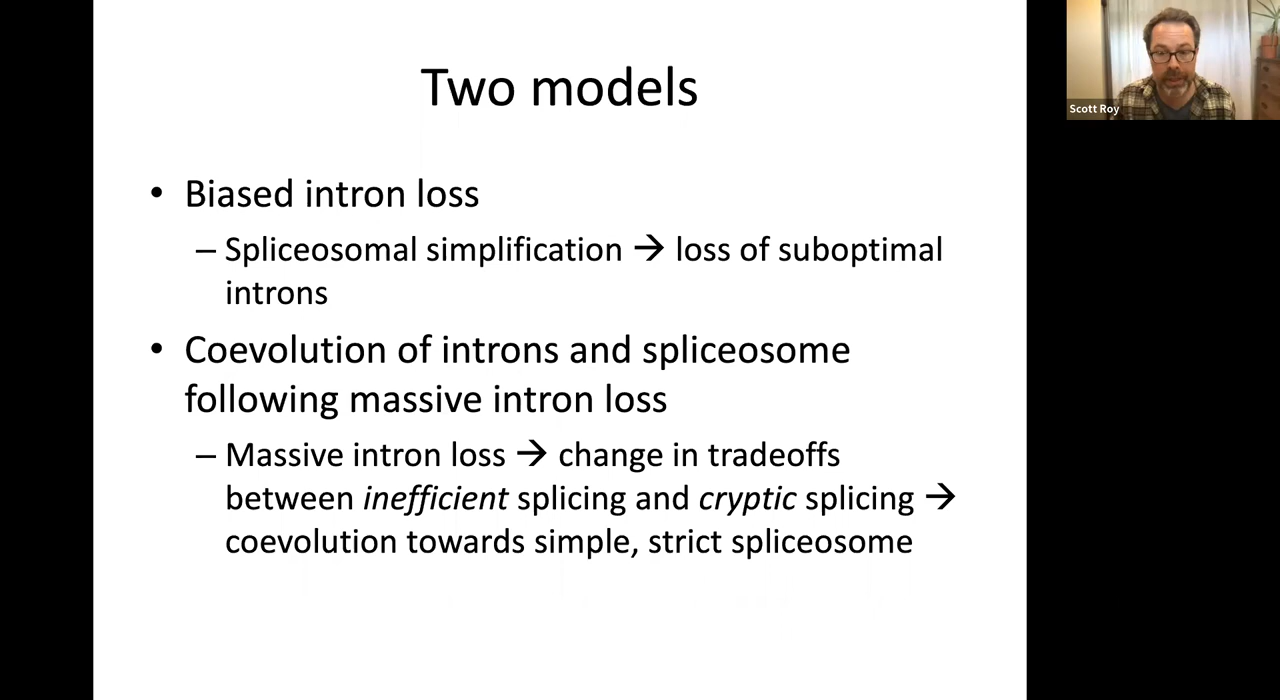 Two models
• Biased intron loss
– Spliceosomal simplification → loss of suboptimal
introns
• Coevolution of introns and spliceosome
following massive intron loss
– Massive intron loss → change in tradeoffs
between inefficient splicing and cryptic splicing →
coevolution towards simple, strict spliceosome
Scott Roy